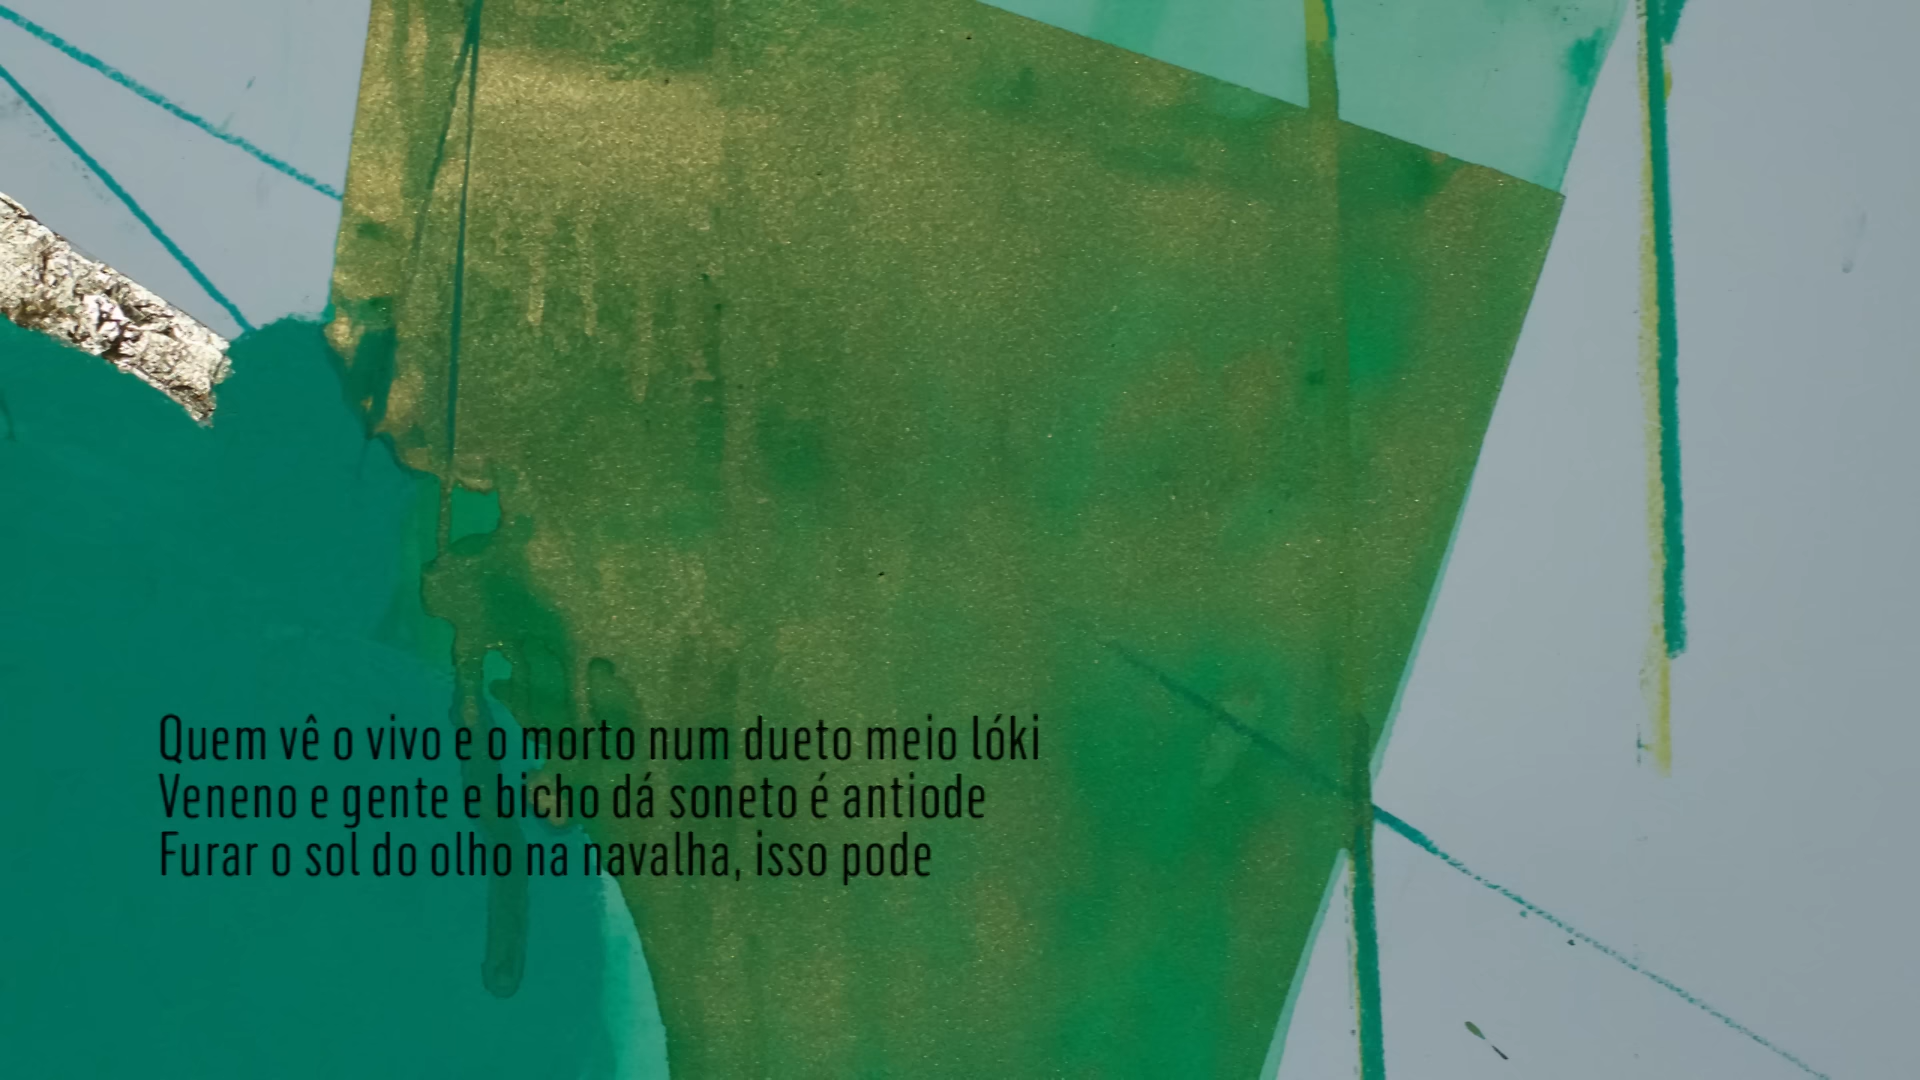 Quem vê o vivo e o morto num dueto meio lóki
Veneno e gente e bicho dá soneto é antiode
Furar o sol do olho na navalha, isso pode